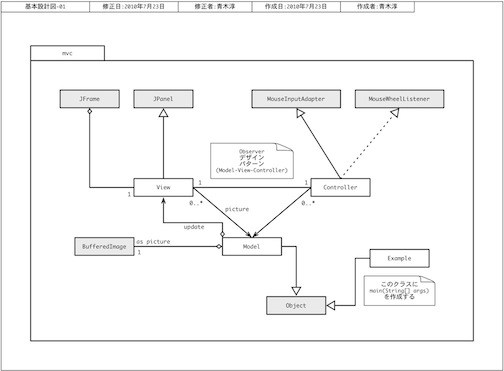 基本設計図-01 修正日:2010年7月23日 修正者:青木淳 作成日:2010年7月23日 作成者:青木淳
mvc
JFrame JPanel MouseInputAdapter MouseWheelListener
Observer
デザイン
パターン
(Model-View-Controller)
View 1 1 Controller
1 0..* 0..*
picture
update
BufferedImage as picture Model
1
Example
このクラスに
main(String[] args)
を作成する
Object